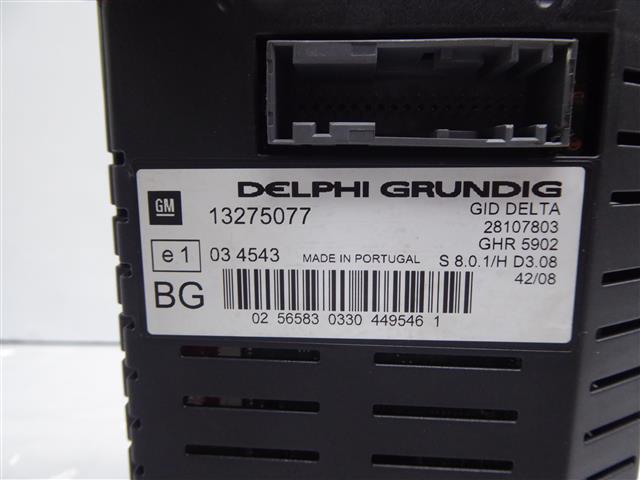 DELPHI GRUNDIG
GM 13275077 GID DELTA
28107803
GHR 5902
e1 03 4543 MADE IN PORTUGAL S 8.0.1/H D3.08
42/08
BG
02 56583 0330 449546 1